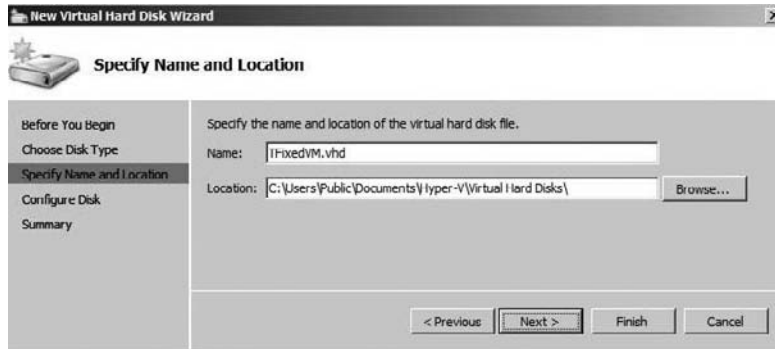 New Virtual Hard Disk Wizard
Specify Name and Location
Before You Begin
Choose Disk Type
Specify Name and Location
Configure Disk
Summary
Specify the name and location of the virtual hard disk file.
Name: TFixedVM.vhd
Location: C:\Users\Public\Documents\Hyper-V\Virtual Hard Disks\
Browse...
< Previous
Next >
Finish
Cancel